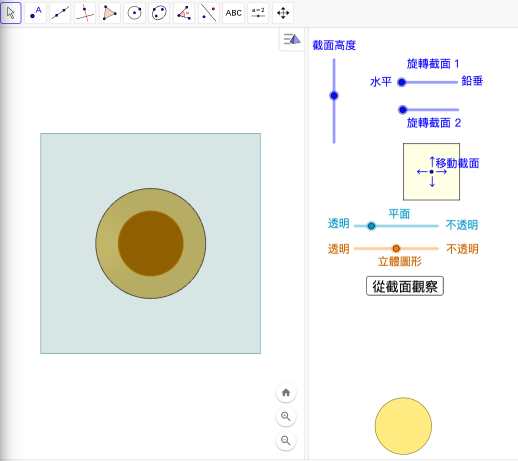 A
ABC
a=2
截面高度
旋轉截面 1
水平
鉛垂
旋轉截面 2
↑移動截面
←•→
↓
平面
透明
不透明
透明
不透明
立體圖形
從截面觀察